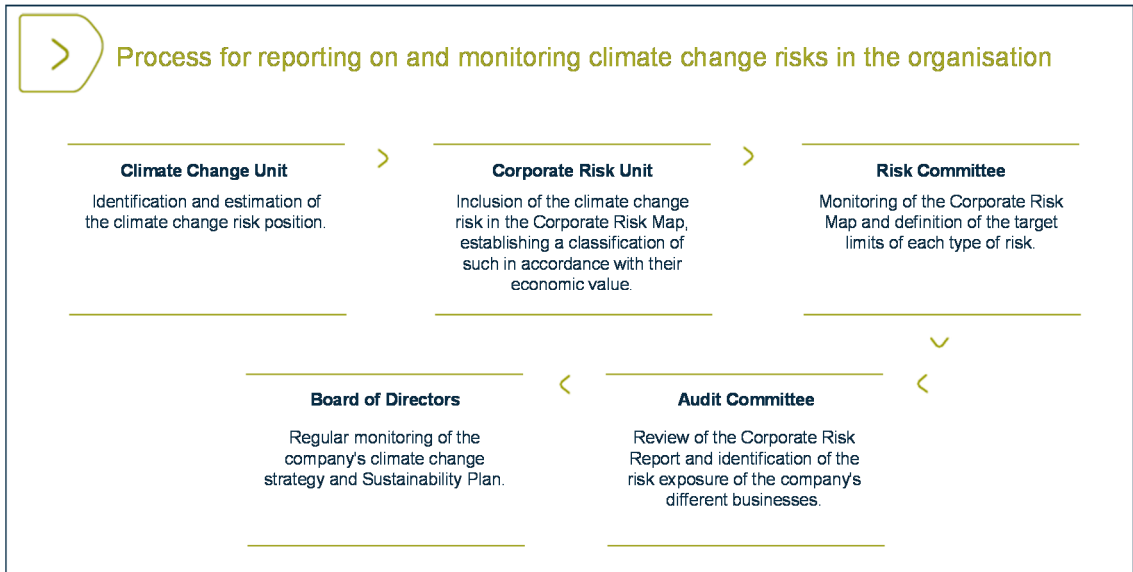 Process for reporting on and monitoring climate change risks in the organisation
Climate Change Unit
Identification and estimation of
the climate change risk position.
Corporate Risk Unit
Inclusion of the climate change
risk in the Corporate Risk Map,
establishing a classification of
such in accordance with their
economic value.
Risk Committee
Monitoring of the Corporate Risk
Map and definition of the target
limits of each type of risk.
Audit Committee
Review of the Corporate Risk
Report and identification of the
risk exposure of the company's
different businesses.
Board of Directors
Regular monitoring of the
company's climate change
strategy and Sustainability Plan.